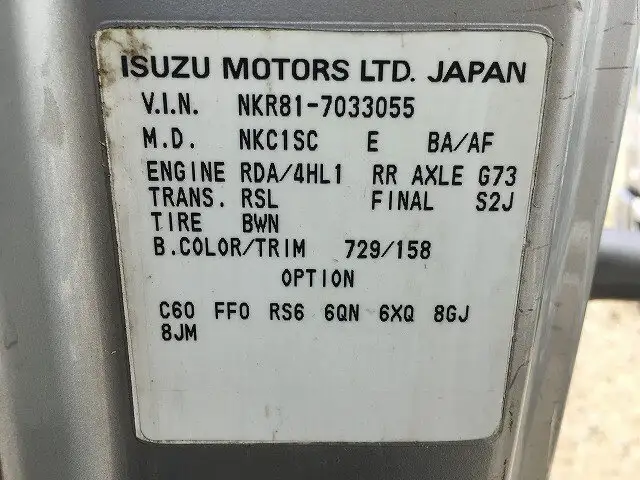 ISUZU MOTORS LTD. JAPAN
V.I.N. NKR81-7033055
M.D. NKC1SC E BA/AF
ENGINE RDA/4HL1 RR AXLE G73
TRANS. RSL FINAL S2J
TIRE BWN
B.COLOR/TRIM 729/158
OPTION
C60 FFO RS6 6QN 6XQ 8GJ
8JM